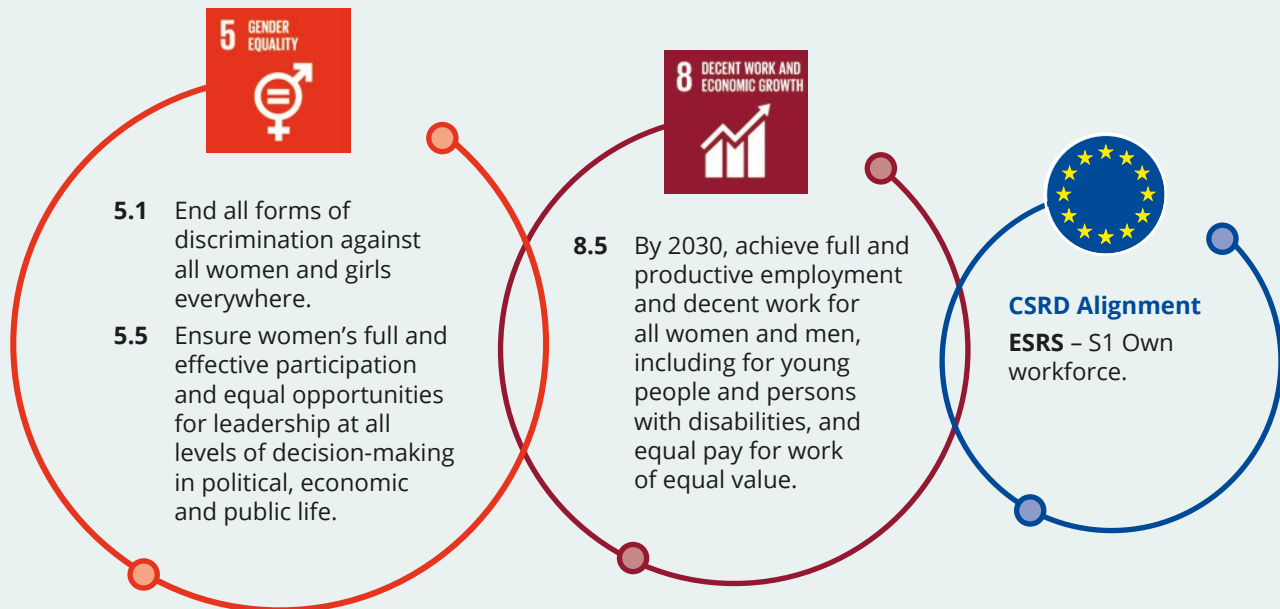 5 GENDER
EQUALITY
5.1 End all forms of
discrimination against
all women and girls
everywhere.
5.5 Ensure women’s full and
effective participation
and equal opportunities
for leadership at all
levels of decision-making
in political, economic
and public life.
8 DECENT WORK AND
ECONOMIC GROWTH
8.5 By 2030, achieve full and
productive employment
and decent work for
all women and men,
including for young
people and persons
with disabilities, and
equal pay for work
of equal value.
CSRD Alignment
ESRS – S1 Own
workforce.